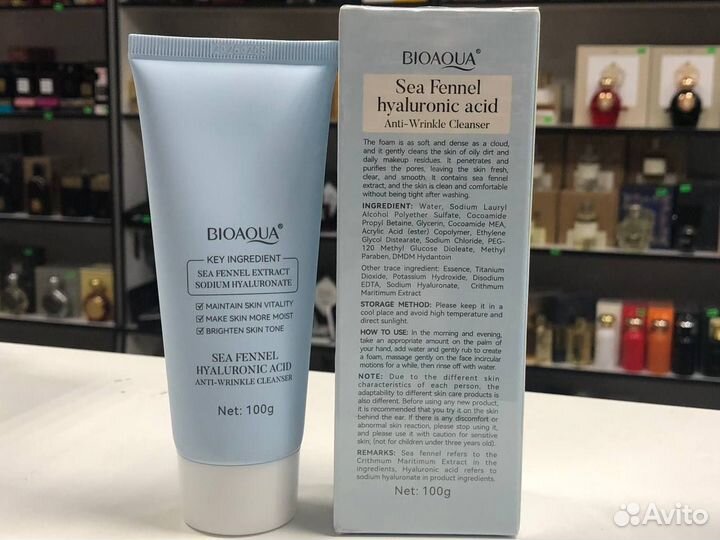 BIOAQUA®
KEY INGREDIENT
SEA FENNEL EXTRACT
SODIUM HYALURONATE
MAINTAIN SKIN VITALITY
MAKE SKIN MORE MOIST
BRIGHTEN SKIN TONE
SEA FENNEL
HYALURONIC ACID
ANTI-WRINKLE CLEANSER
Net: 100g
BIOAQUA®
Sea Fennel
hyaluronic acid
Anti-Wrinkle Cleanser
The foam is as soft and dense as a cloud,
and it gently cleans the skin of oily dirt and
daily makeup residues. It penetrates and
purifies the pores, leaving the skin fresh,
clear, and smooth. It contains sea fennel
extract, and the skin is clean and comfortable
without being tight after washing.
INGREDIENT: Water, Sodium Lauryl
Alcohol Polyether Sulfate, Cocoamide
Propyl Betaine, Glycerin, Cocoamide MEA,
Acrylic Acid (ester) Copolymer, Ethylene
Glycol Distearate, Sodium Chloride, PEG-
120 Methyl Glucose Dioleate, Methyl
Paraben, DMDM Hydantoin
Other trace ingredient: Essence, Titanium
Dioxide, Potassium Hydroxide, Disodium
EDTA, Sodium Hyaluronate, Crithmum
Maritimum Extract
STORAGE METHOD: Please keep it in a
cool place and avoid high temperature and
direct sunlight.
HOW TO USE: In the morning and evening,
take an appropriate amount on the palm of
your hand, add water and gently rub to create
a foam, massage gently on the face incircular
motions for a while, then rinse off with water.
NOTE: Due to the different skin
characteristics of each person, the
adaptability to different skin care products is
also different. Before using any new product,
it is recommended that you try it on the skin
behind the ear. If there is any discomfort or
abnormal skin reaction, please stop using it,
and please use it with caution for sensitive
skin; (not for children under three years old).
REMARKS: Sea fennel refers to the
Crithmum Maritimum Extract in the
ingredients, Hyaluronic acid refers to
sodium hyaluronate in product ingredients.
Net: 100g
Avito